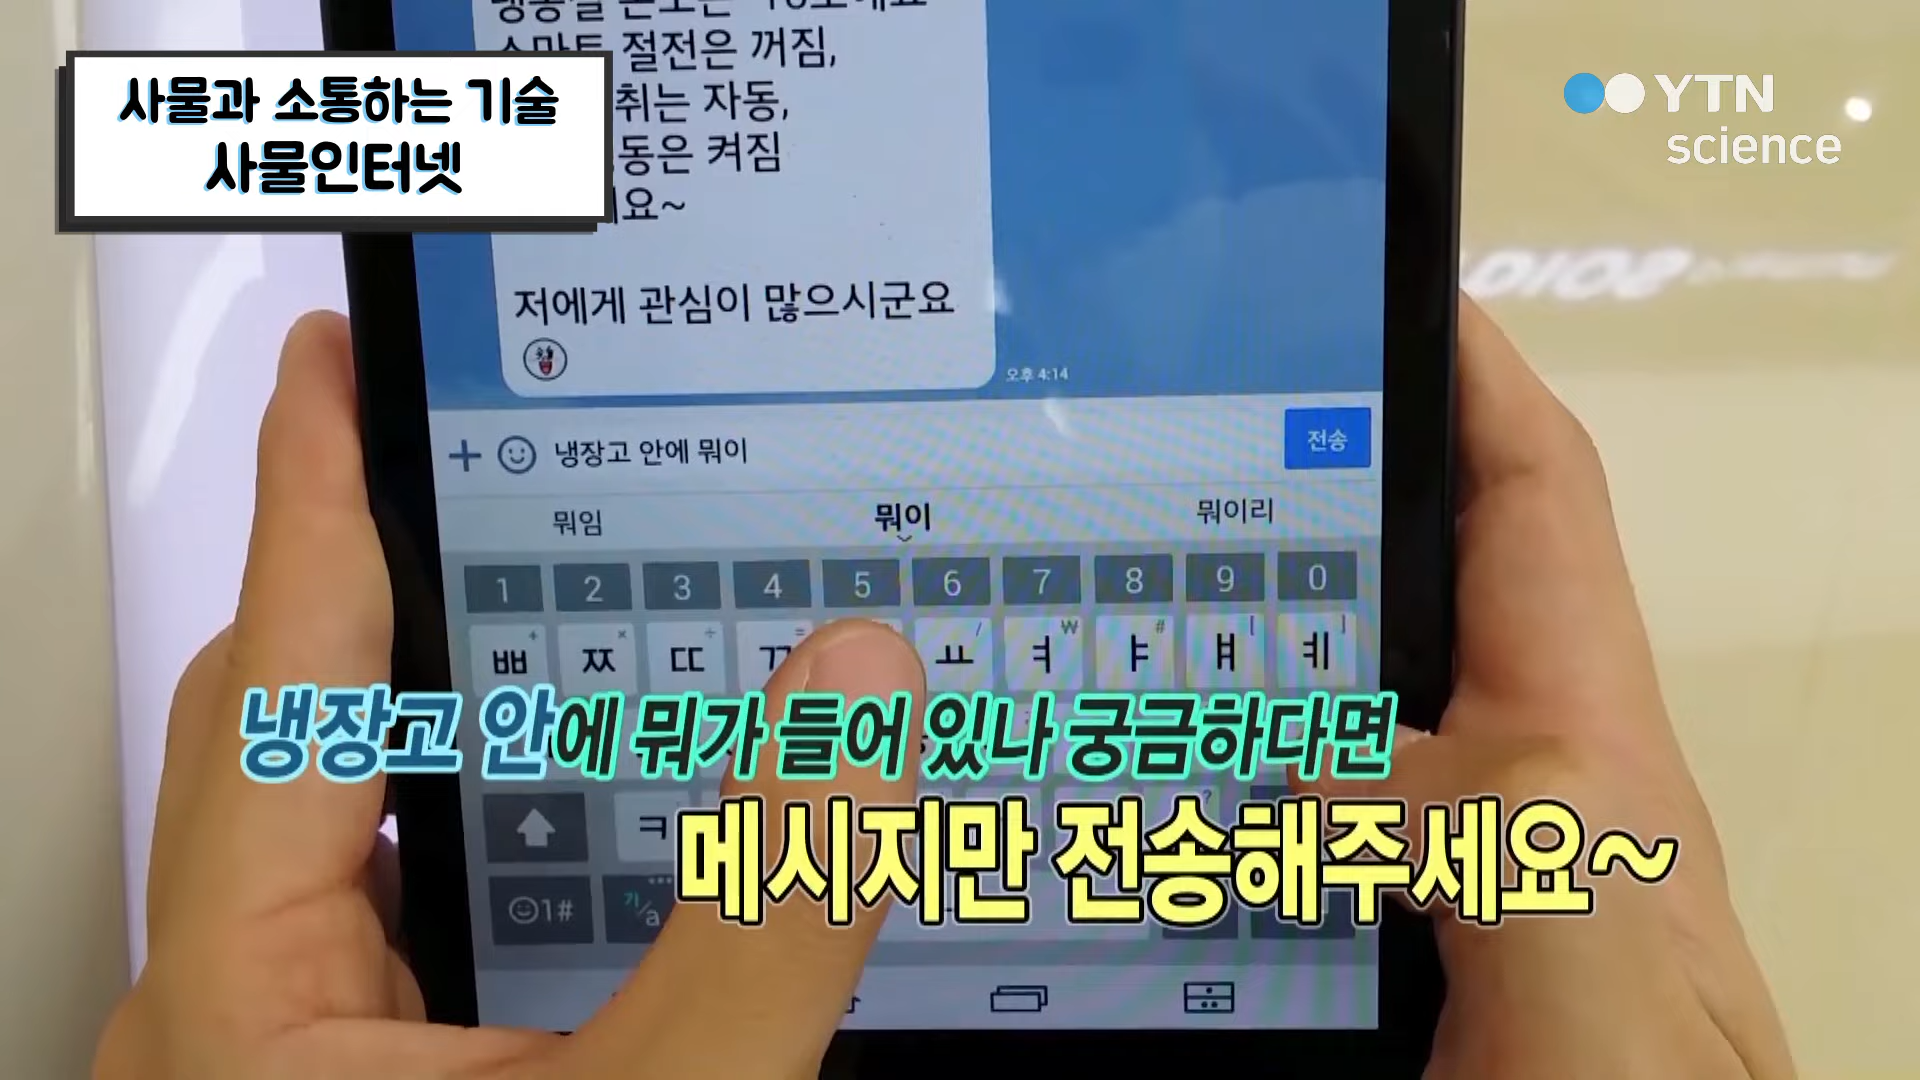 사물과 소통하는 기술
사물인터넷
YTN
science
절전은 꺼짐,
취는 자동,
동은 켜짐
요~
저에게 관심이 많으시군요
오후 4:14
DIOS
냉장고 안에 뭐이
전송
뭐임 뭐이 뭐이리
1 2 3 4 5 6 7 8 9 0
ㅃ ㅉ ㄸ ㄲ ㅛ ㅕ ㅑ ㅒ ㅖ
냉장고 안에 뭐가 들어 있나 궁금하다면
ㅋ
메시지만 전송해주세요~
1# 가/a